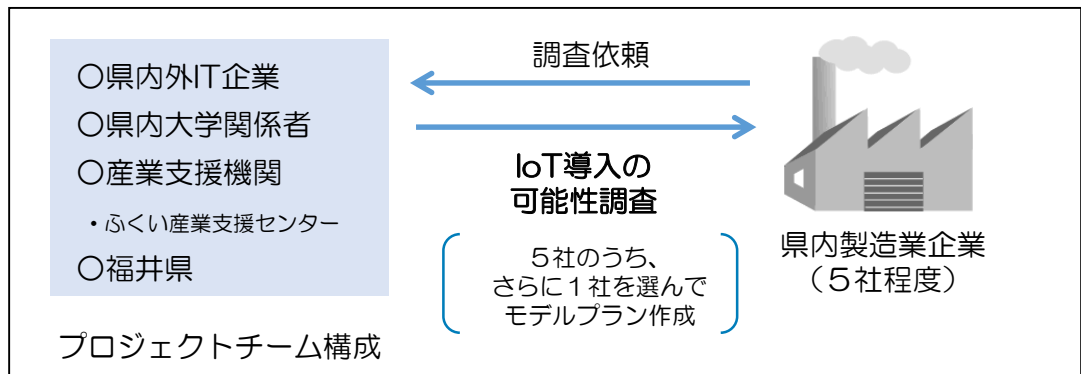 〇県内外IT企業
〇県内大学関係者
〇産業支援機関
・ふくい産業支援センター
〇福井県
プロジェクトチーム構成
調査依頼
IoT導入の
可能性調査
５社のうち、
さらに１社を選んで
モデルプラン作成
県内製造業企業
（５社程度）